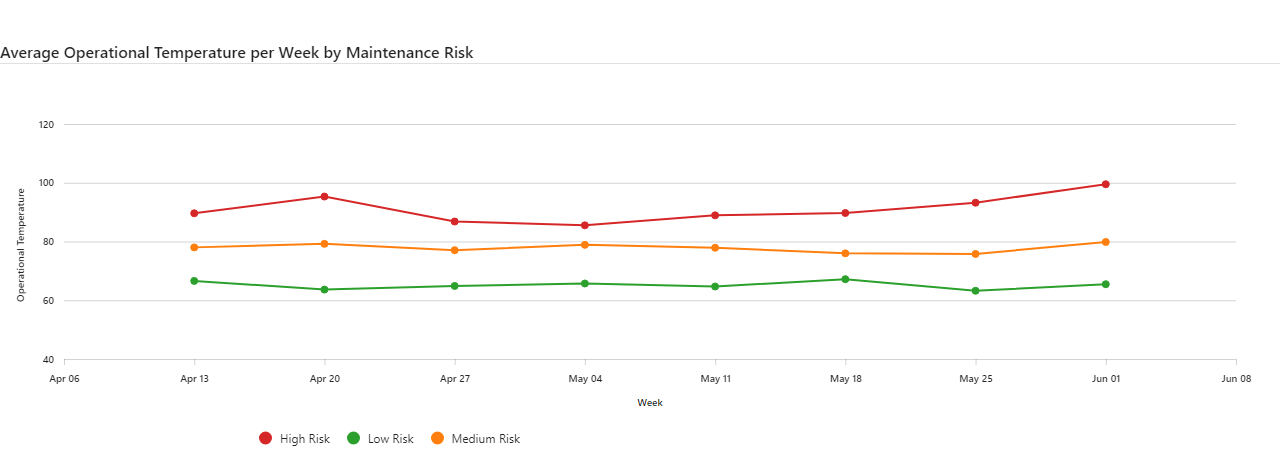 Average Operational Temperature per Week by Maintenance Risk
120
100
80
60
40
Operational Temperature
Apr 06 Apr 13 Apr 20 Apr 27 May 04 May 11 May 18 May 25 Jun 01 Jun 08
Week
High Risk Low Risk Medium Risk